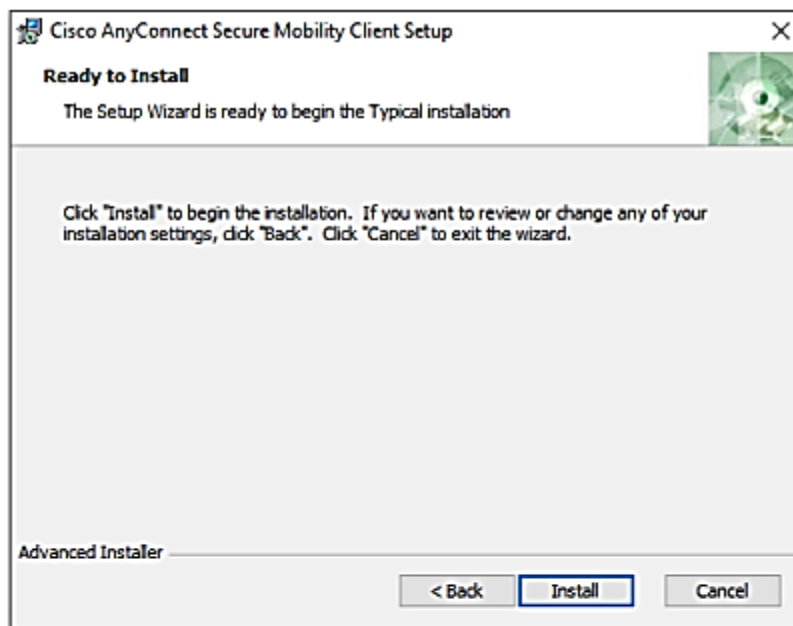 Cisco AnyConnect Secure Mobility Client Setup
Ready to Install
The Setup Wizard is ready to begin the Typical installation
Click "Install" to begin the installation.  If you want to review or change any of your
installation settings, click "Back".  Click "Cancel" to exit the wizard.
Advanced Installer
< Back Install Cancel